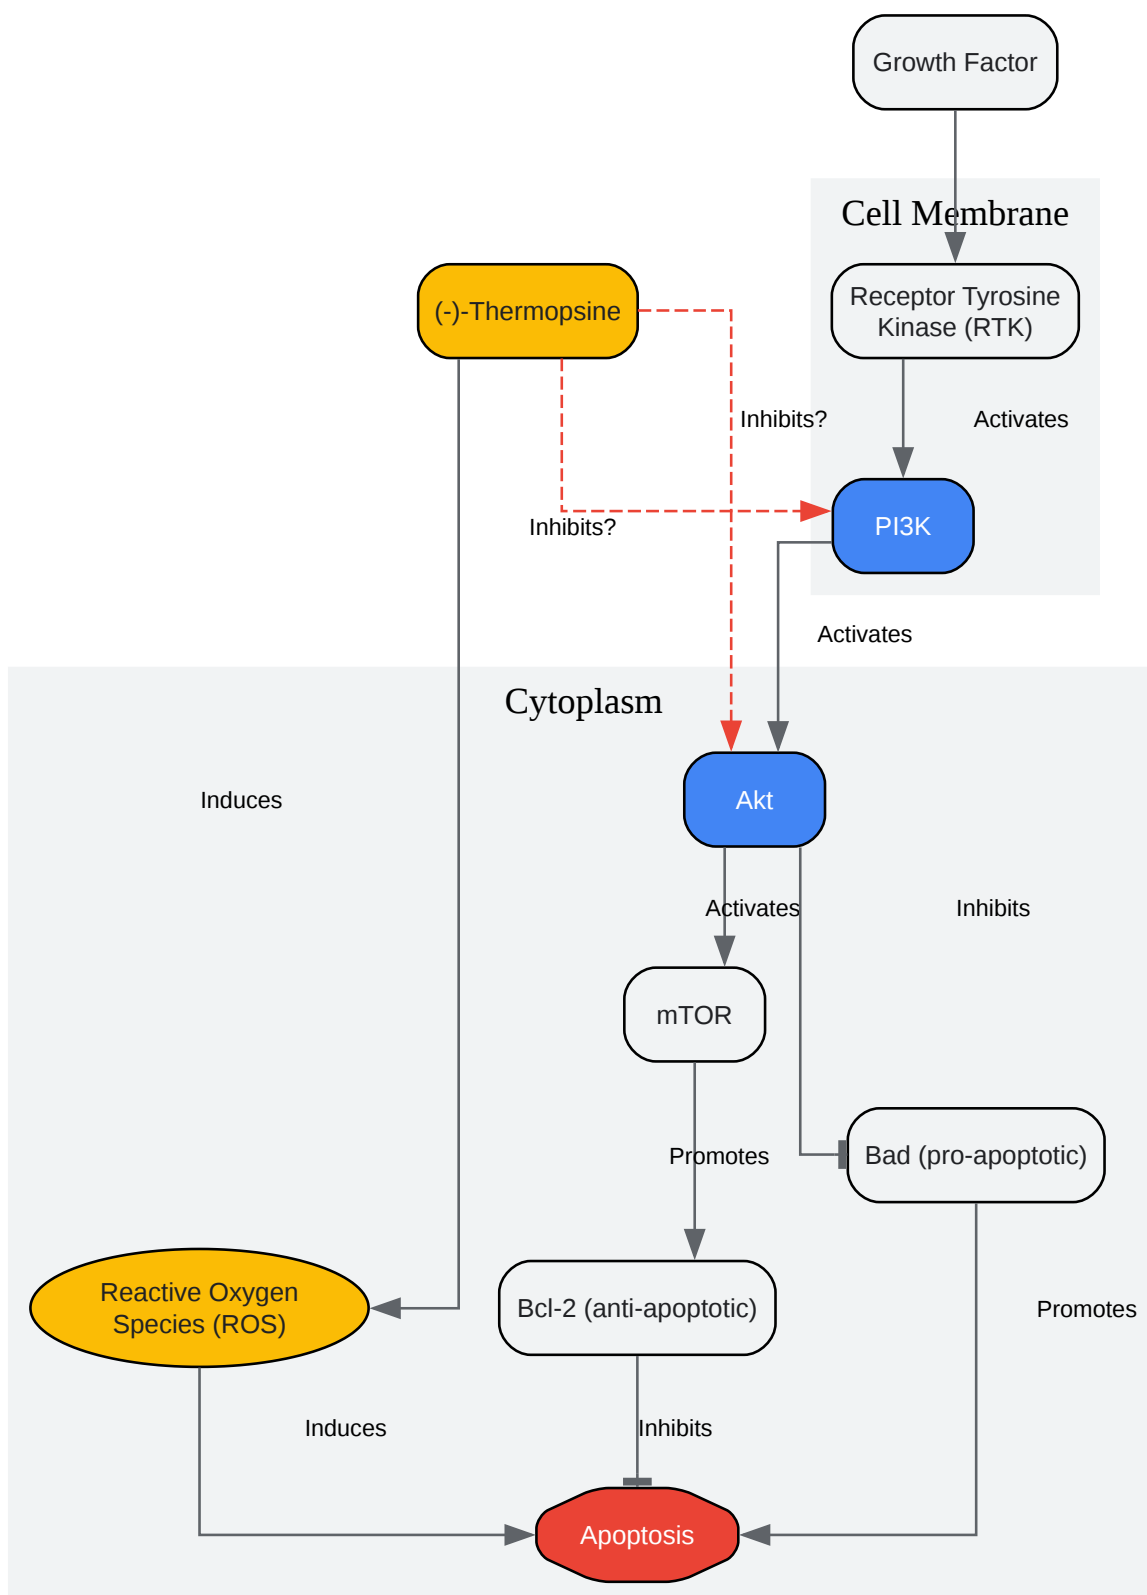 Growth Factor
Cell Membrane
(-)-Thermopsine
Receptor Tyrosine
Kinase (RTK)
Inhibits?
Activates
Inhibits?
PI3K
Activates
Cytoplasm
Induces
Akt
Activates
Inhibits
mTOR
Promotes
Bad (pro-apoptotic)
Reactive Oxygen
Species (ROS)
Bcl-2 (anti-apoptotic)
Promotes
Induces
Inhibits
Apoptosis